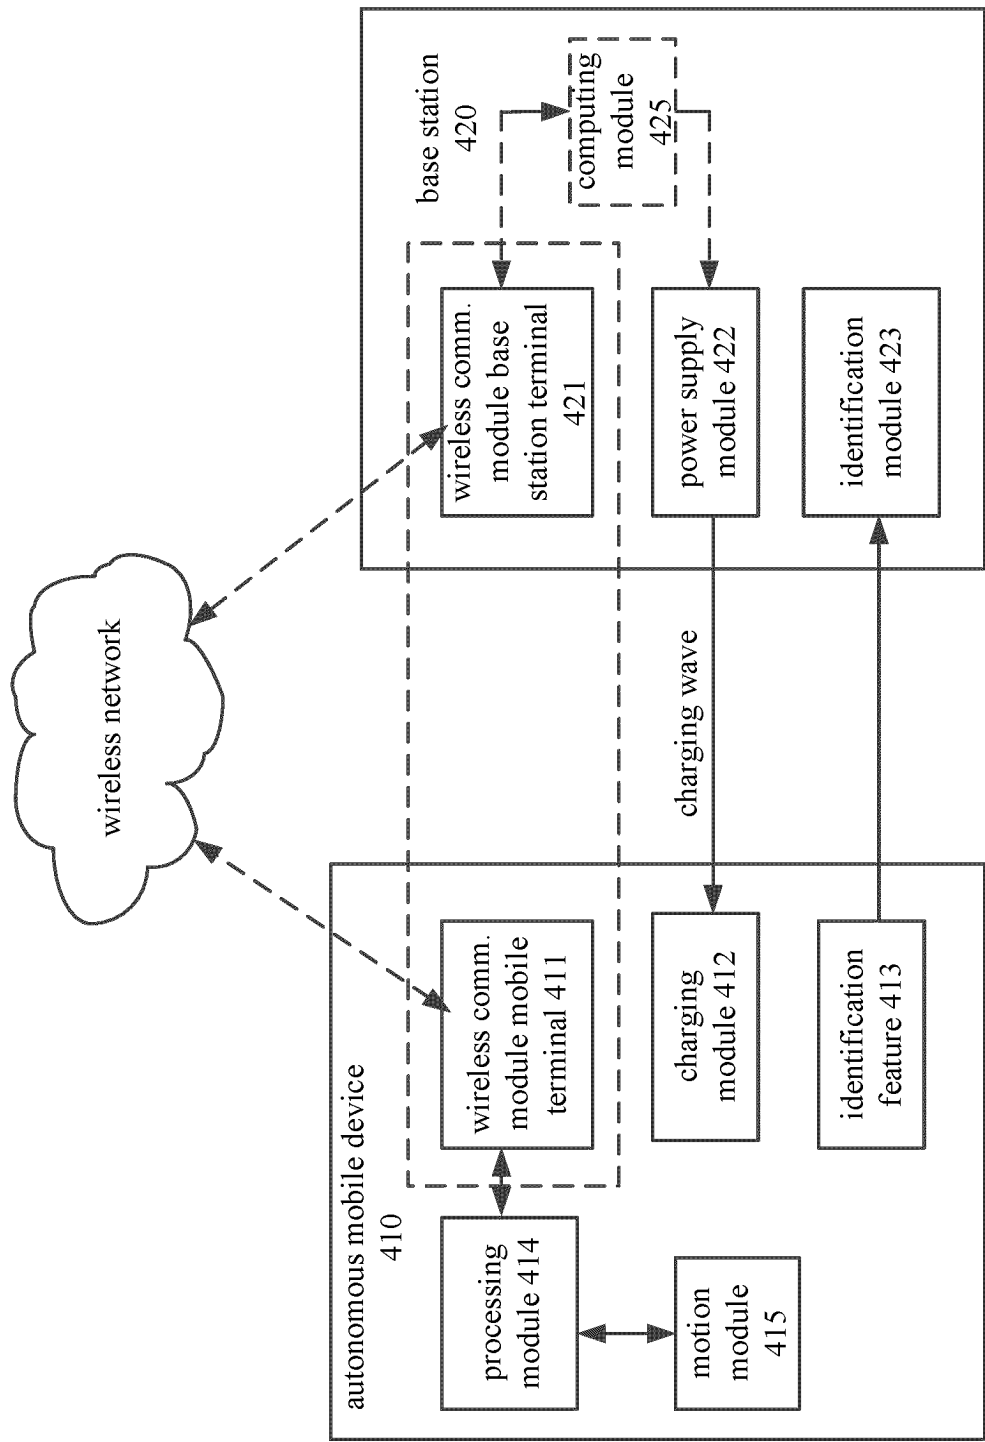 wireless network
autonomous mobile device
410
processing
module 414
motion
module
415
wireless comm.
module mobile
terminal 411
charging
module 412
identification
feature 413
charging wave
base station
420
wireless comm.
module base
station terminal
421
power supply
module 422
identification
module 423
computing
module
425